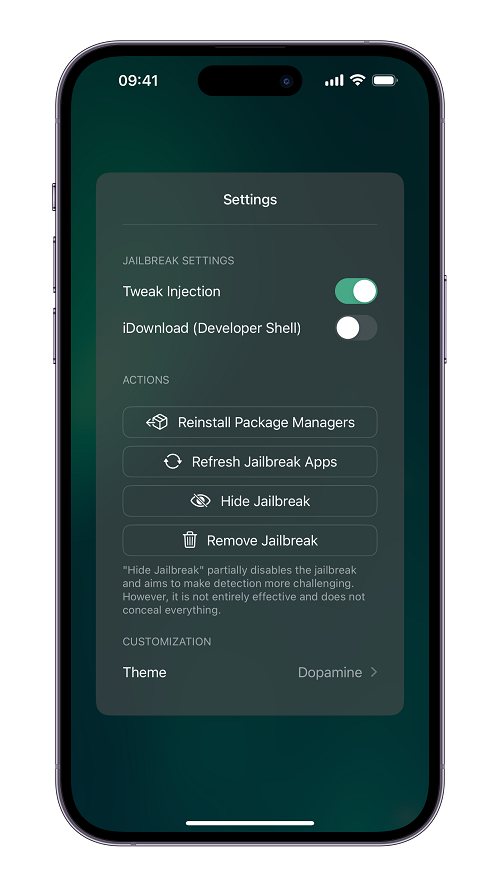 09:41
Settings
JAILBREAK SETTINGS
Tweak Injection
iDownload (Developer Shell)
ACTIONS
Reinstall Package Managers
Refresh Jailbreak Apps
Hide Jailbreak
Remove Jailbreak
"Hide Jailbreak" partially disables the jailbreak
and aims to make detection more challenging.
However, it is not entirely effective and does not
conceal everything.
CUSTOMIZATION
Theme Dopamine